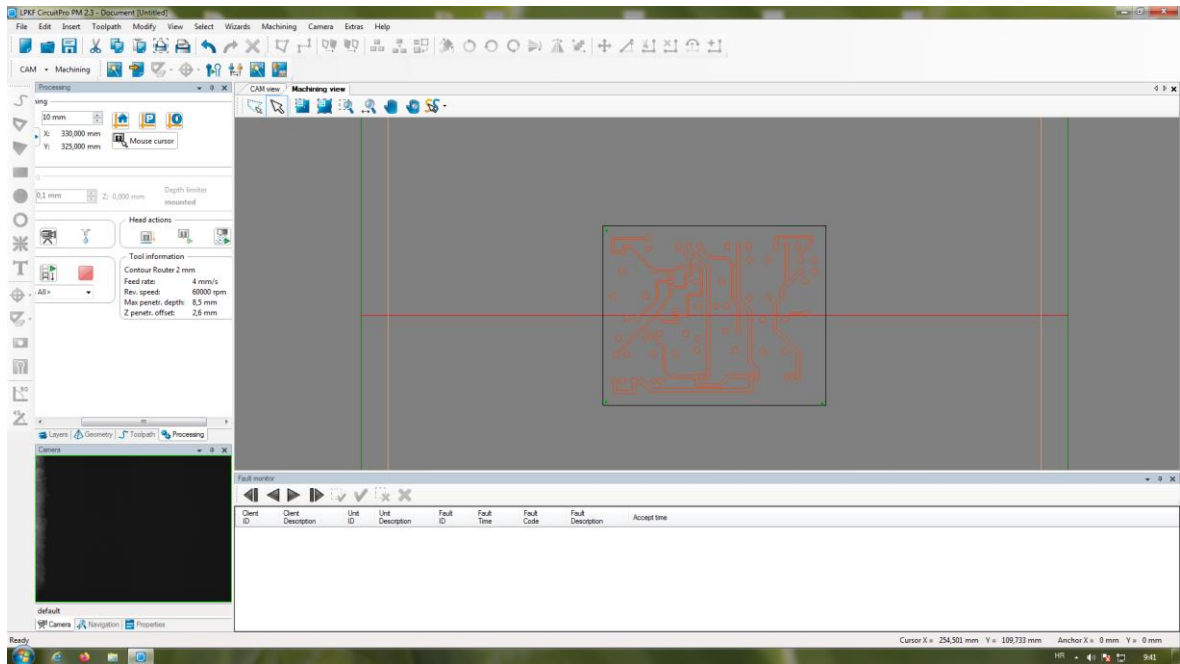 LPKF CircuitPro PM 2.3 - Document [Untitled]
File Edit Insert Toolpath Modify View Select Wizards Machining Camera Extras Help
CAM Machining
Processing
CAM view Machining view
ning
10 mm
X: 330,000 mm
Y: 325,000 mm
Mouse cursor
0,1 mm Z: 0,000 mm Depth limiter
mounted
Head actions
Tool information
Contour Router 2 mm
All>
Feed rate: 4 mm/s
Rev. speed: 60000 rpm
Max penetr. depth: 8,5 mm
Z penetr. offset: 2,6 mm
Layers Geometry Toolpath Processing
Camera
default
Camera Navigation Properties
Fault monitor
Client ID Client Description Unit ID Unit Description Fault ID Fault Time Fault Code Fault Description Accept time
Ready
Cursor X = 254,501 mm Y = 109,733 mm Anchor X = 0 mm Y = 0 mm
HR 9:41